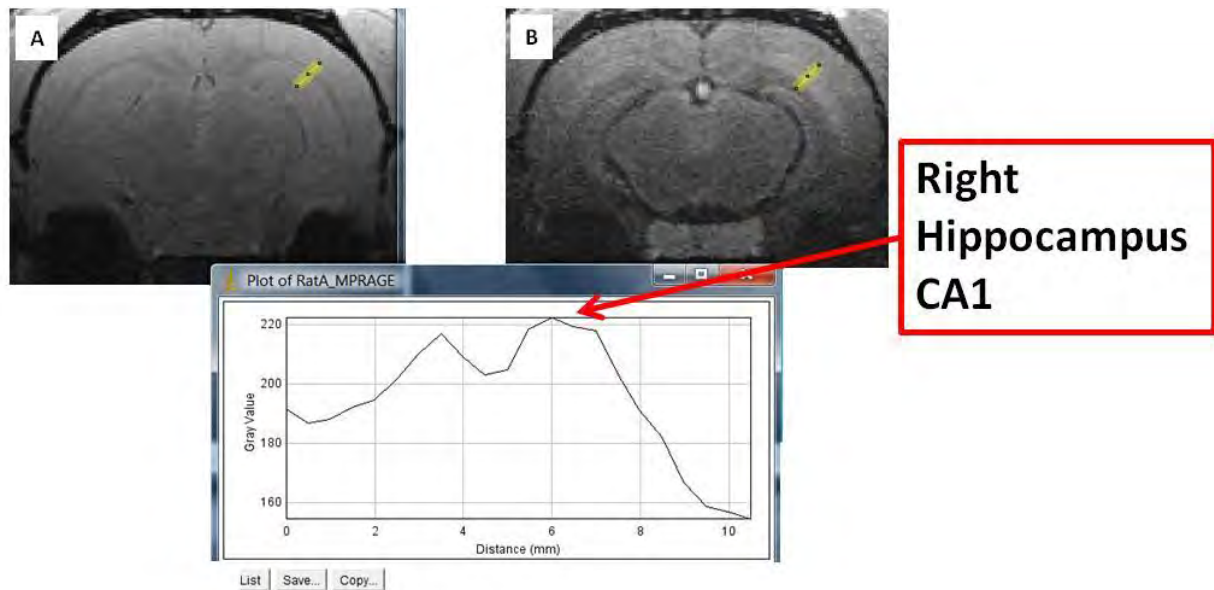 A
B
Right
Hippocampus
CA1
Plot of RatA_MPRAGE
220
200
180
160
Gray Value
0 2 4 6 8 10
Distance (mm)
List Save... Copy...